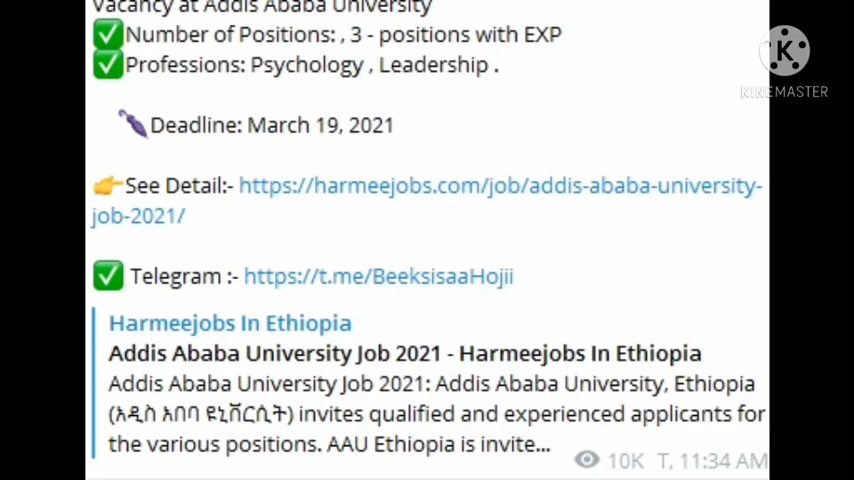 Vacancy at Addis Ababa University
✅Number of Positions: , 3 - positions with EXP
✅Professions: Psychology , Leadership .
🌂Deadline: March 19, 2021
👉See Detail:- https://harmeejobs.com/job/addis-ababa-university-
job-2021/
✅ Telegram :- https://t.me/BeeksisaaHojii
Harmeejobs In Ethiopia
Addis Ababa University Job 2021 - Harmeejobs In Ethiopia
Addis Ababa University Job 2021: Addis Ababa University, Ethiopia
(አዲስ አበባ ዩኒቨርሲት) invites qualified and experienced applicants for
the various positions. AAU Ethiopia is invite...
10K T, 11:34 AM
K
KINEMASTER